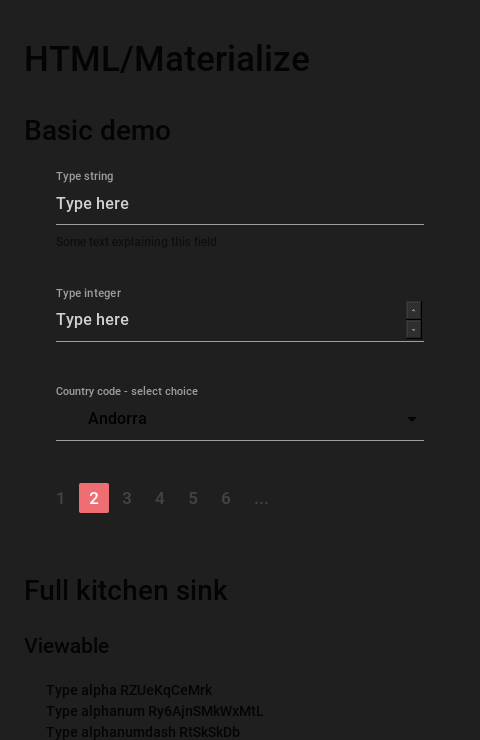 HTML/Materialize
Basic demo
Type string
Type here
Some text explaining this field
Type integer
Type here
Country code - select choice
Andorra
1 2 3 4 5 6 ...
Full kitchen sink
Viewable
Type alpha RZUeKqCeMrk
Type alphanum Ry6AjnSMkWxMtL
Type alphanumdash RtSkSkDb